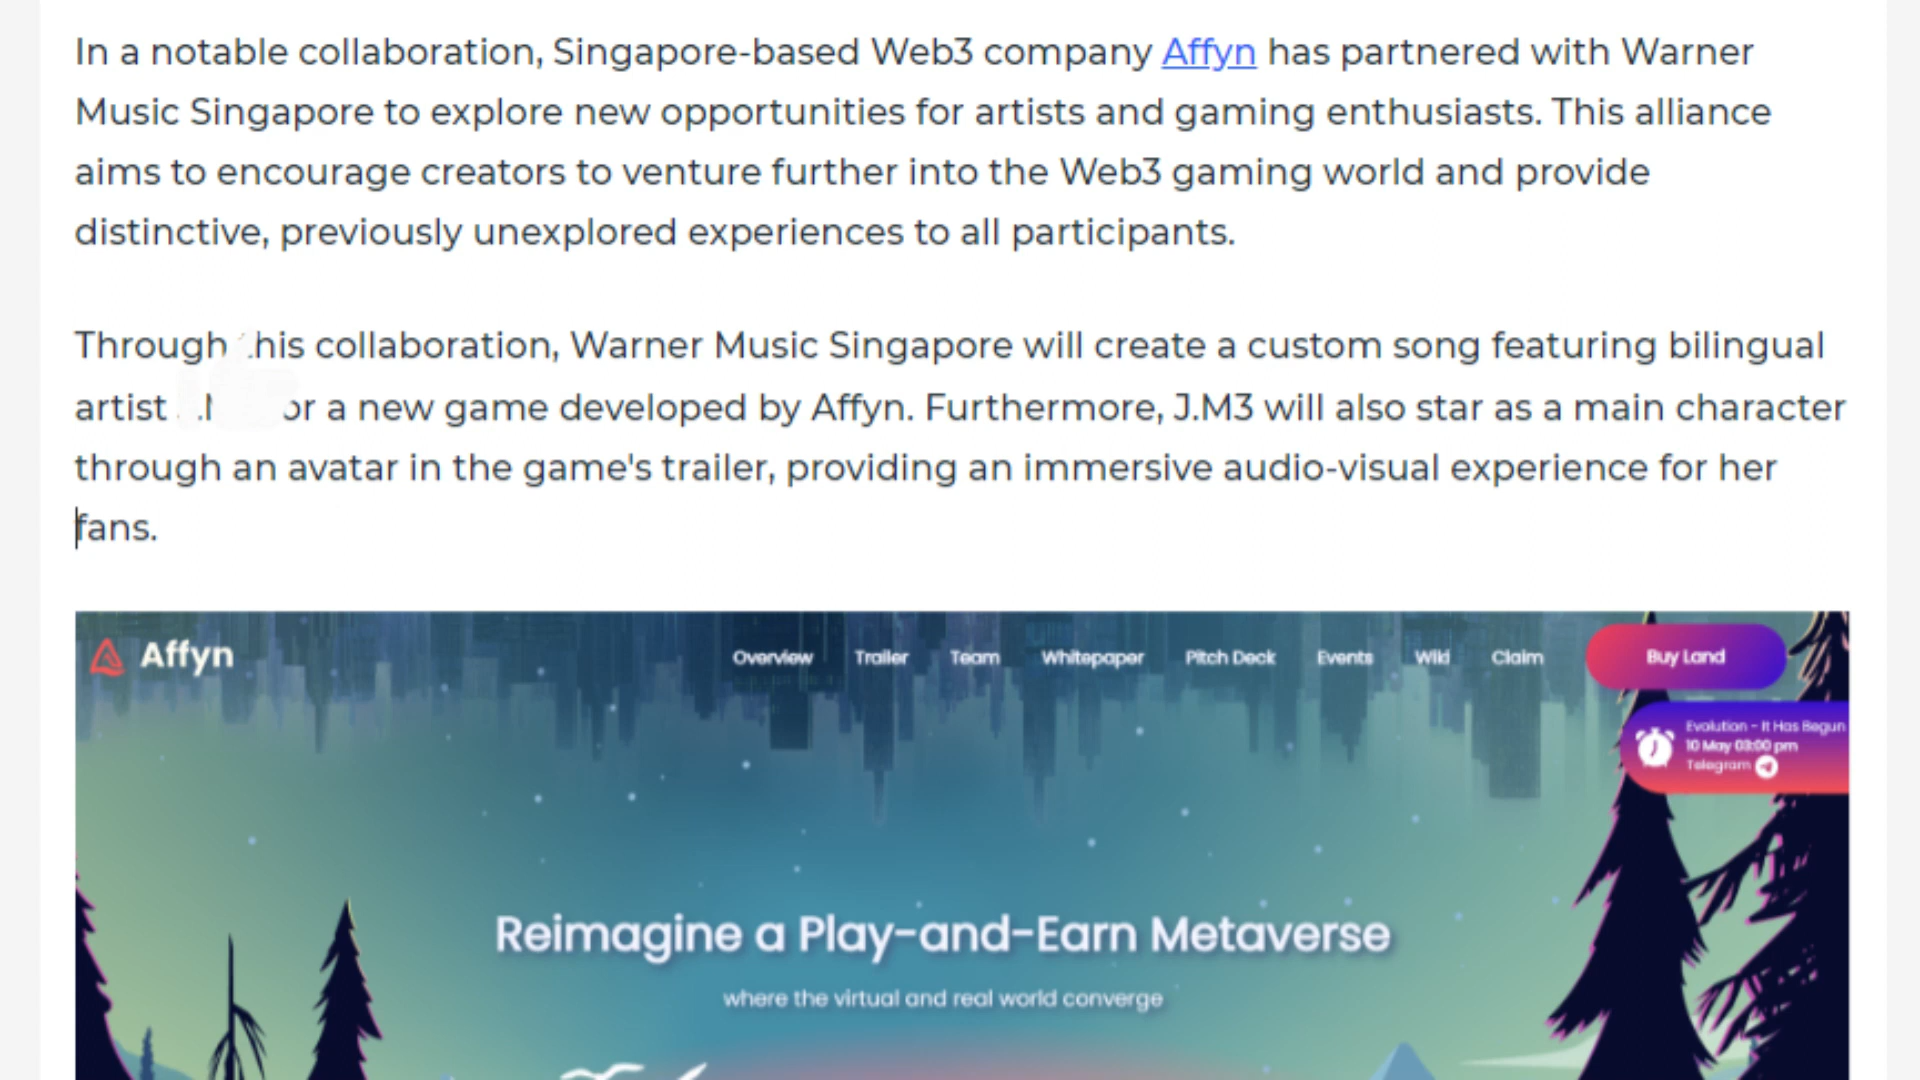 In a notable collaboration, Singapore-based Web3 company Affyn has partnered with Warner
Music Singapore to explore new opportunities for artists and gaming enthusiasts. This alliance
aims to encourage creators to venture further into the Web3 gaming world and provide
distinctive, previously unexplored experiences to all participants.
Through this collaboration, Warner Music Singapore will create a custom song featuring bilingual
artist or a new game developed by Affyn. Furthermore, J.M3 will also star as a main character
through an avatar in the game's trailer, providing an immersive audio-visual experience for her
fans.
Affyn
Overview Trailer Team Whitepaper Pitch Deck Events Wiki Claim Buy Land
Evolution - It Has Begun
10 May 03:00 pm
Telegram
Reimagine a Play-and-Earn Metaverse
where the virtual and real world converge